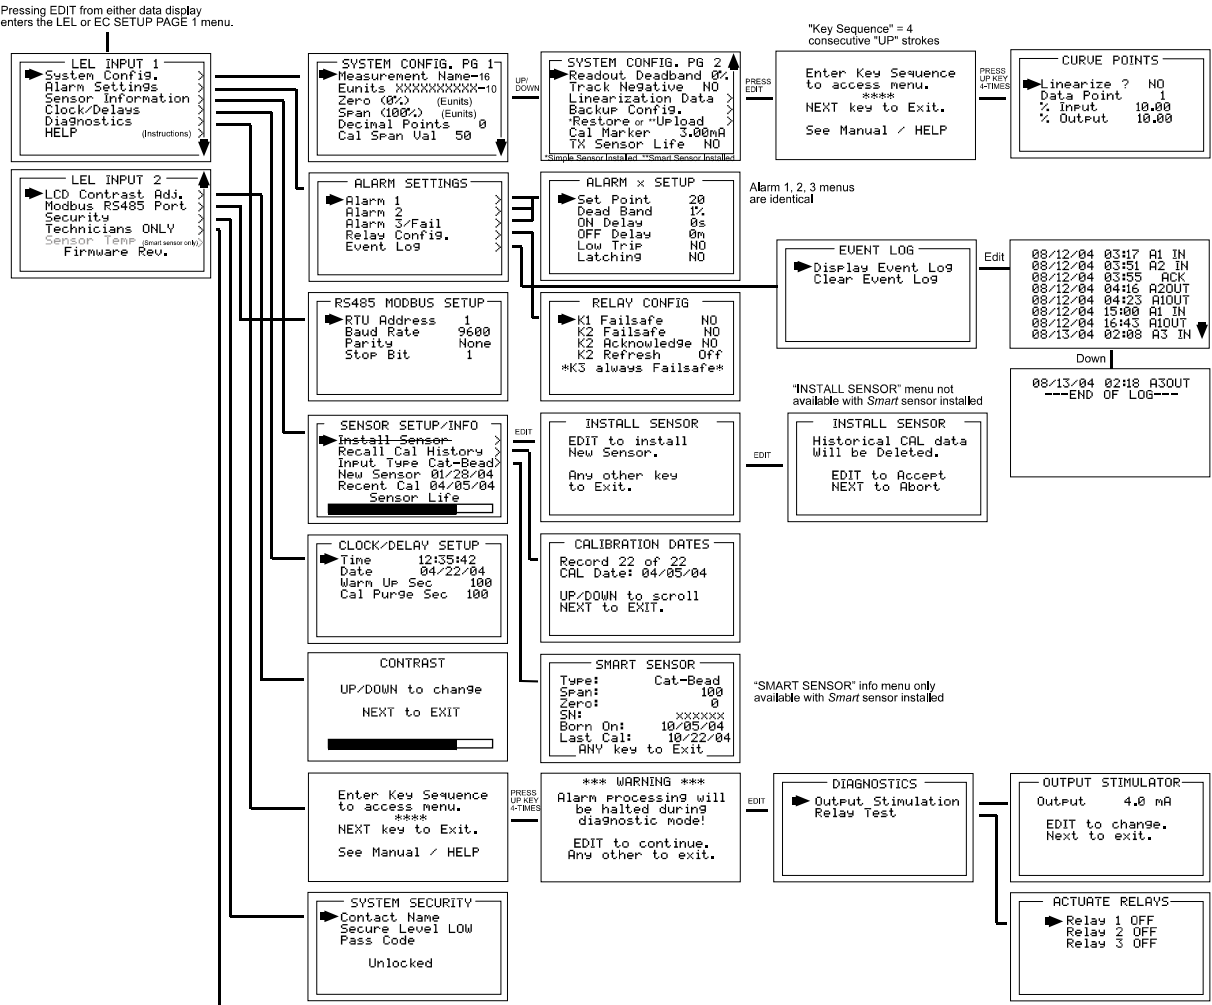 Pressing EDIT from either data display
enters the LEL or EC SETUP PAGE 1 menu.
LEL INPUT 1
System Config. >
Alarm Settings >
Sensor Information >
Clock/Delays >
Diagnostics >
HELP (Instructions)
LEL INPUT 2
LCD Contrast Adj. >
Modbus RS485 Port >
Security >
Technicians ONLY >
Sensor Temp (Smart sensor only)>
Firmware Rev.
SYSTEM CONFIG. PG 1
Measurement Name-16
Eunits XXXXXXXXXX-10
Zero (0%) (Eunits)
Span (100%) (Eunits)
Decimal Points 0
Cal Span Val 50
UP/
DOWN
SYSTEM CONFIG. PG 2
Readout Deadband 0%
Track Negative NO
Linearization Data >
Backup Config. >
*Restore or **Upload >
Cal Marker 3.00mA
TX Sensor Life NO
*Simple Sensor Installed **Smart Sensor Installed
PRESS
EDIT
"Key Sequence" = 4
consecutive "UP" strokes
Enter Key Sequence
to access menu.
****
NEXT key to Exit.
See Manual / HELP
PRESS
UP KEY
4-TIMES
CURVE POINTS
Linearize ? NO
Data Point 1
% Input 10.00
% Output 10.00
ALARM SETTINGS
Alarm 1 >
Alarm 2 >
Alarm 3/Fail >
Relay Config. >
Event Log >
ALARM x SETUP
Set Point 20
Dead Band 1%
ON Delay 0s
OFF Delay 0m
Low Trip NO
Latching NO
Alarm 1, 2, 3 menus
are identical
EVENT LOG
Display Event Log
Clear Event Log
Edit
08/12/04 03:17 A1 IN
08/12/04 03:51 A2 IN
08/12/04 03:55 ACK
08/12/04 04:16 A2OUT
08/12/04 04:23 A1OUT
08/12/04 15:00 A1 IN
08/12/04 16:43 A1OUT
08/13/04 02:08 A3 IN
Down
08/13/04 02:18 A3OUT
---END OF LOG---
RS485 MODBUS SETUP
RTU Address 1
Baud Rate 9600
Parity None
Stop Bit 1
RELAY CONFIG
K1 Failsafe NO
K2 Failsafe NO
K2 Acknowledge NO
K2 Refresh Off
*K3 always Failsafe*
SENSOR SETUP/INFO
Install Sensor >
Recall Cal History >
Input Type Cat-Bead>
New Sensor 01/28/04
Recent Cal 04/05/04
Sensor Life
EDIT
INSTALL SENSOR
EDIT to install
New Sensor.
Any other key
to Exit.
EDIT
"INSTALL SENSOR" menu not
available with Smart sensor installed
INSTALL SENSOR
Historical CAL data
Will be Deleted.
EDIT to Accept
NEXT to Abort
CLOCK/DELAY SETUP
Time 12:35:42
Date 04/22/04
Warm Up Sec 100
Cal Purge Sec 100
CALIBRATION DATES
Record 22 of 22
CAL Date: 04/05/04
UP/DOWN to scroll
NEXT to EXIT.
CONTRAST
UP/DOWN to change
NEXT to EXIT
SMART SENSOR
Type: Cat-Bead
Span: 100
Zero: 0
SN: xxxxxx
Born On: 10/05/04
Last Cal: 10/22/04
ANY key to Exit
"SMART SENSOR" info menu only
available with Smart sensor installed
Enter Key Sequence
to access menu.
****
NEXT key to Exit.
See Manual / HELP
PRESS
UP KEY
4-TIMES
*** WARNING ***
Alarm processing will
be halted during
diagnostic mode!
EDIT to continue.
Any other to exit.
EDIT
DIAGNOSTICS
Output Stimulation
Relay Test
OUTPUT STIMULATOR
Output 4.0 mA
EDIT to change.
Next to exit.
SYSTEM SECURITY
Contact Name
Secure Level LOW
Pass Code
Unlocked
ACTUATE RELAYS
Relay 1 OFF
Relay 2 OFF
Relay 3 OFF